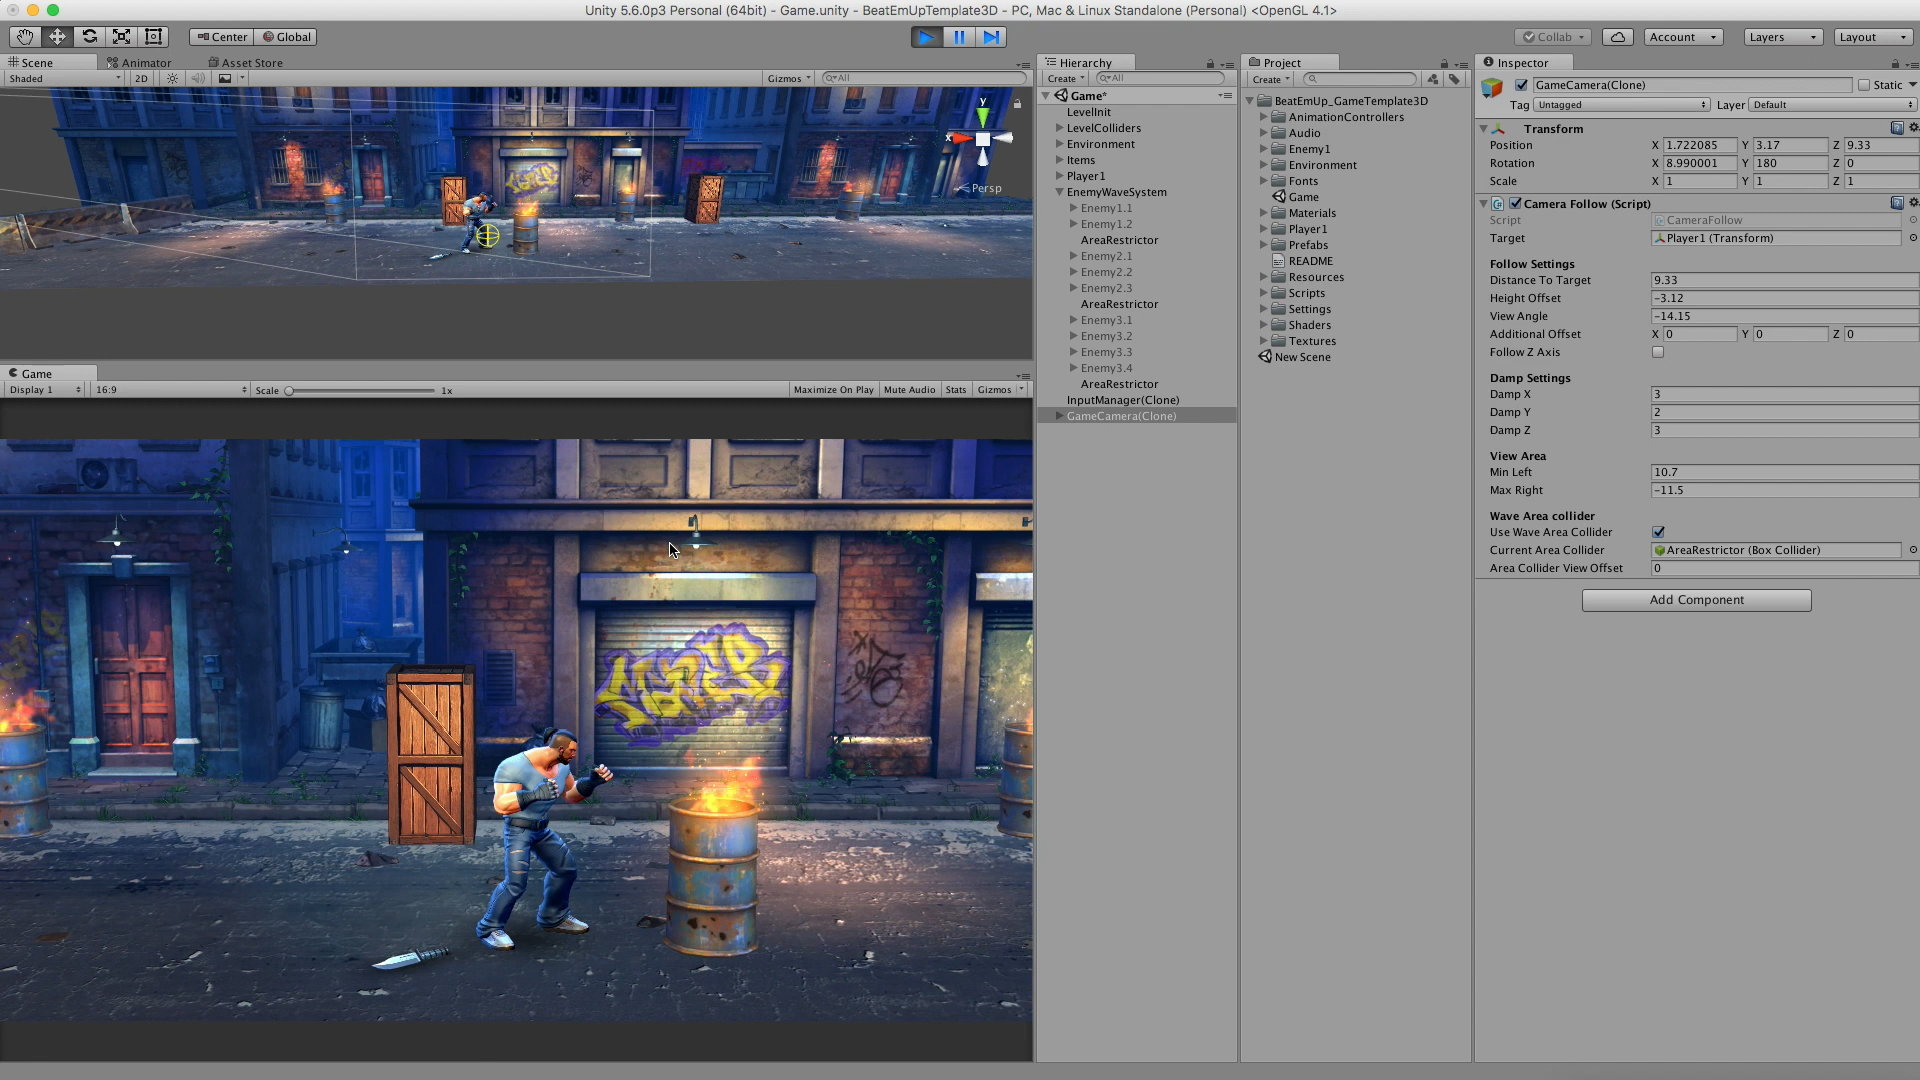 Unity 5.6.0p3 Personal (64bit) - Game.unity - BeatEmUpTemplate3D - PC, Mac & Linux Standalone (Personal) <OpenGL 4.1>
Center Global Collab Account Layers Layout
Scene Animator Asset Store
Shaded 2D Gizmos All
y
x
Persp
Game
Display 1 16:9 Scale 1x Maximize On Play Mute Audio Stats Gizmos
Hierarchy
Create All
Game*
LevelInit
LevelColliders
Environment
Items
Player1
EnemyWaveSystem
Enemy1.1
Enemy1.2
AreaRestrictor
Enemy2.1
Enemy2.2
Enemy2.3
AreaRestrictor
Enemy3.1
Enemy3.2
Enemy3.3
Enemy3.4
AreaRestrictor
InputManager(Clone)
GameCamera(Clone)
Project
Create
BeatEmUp_GameTemplate3D
AnimationControllers
Audio
Enemy1
Environment
Fonts
Game
Materials
Player1
Prefabs
README
Resources
Scripts
Settings
Shaders
Textures
New Scene
Inspector
GameCamera(Clone) Static
Tag Untagged Layer Default
Transform
Position X 1.722085 Y 3.17 Z 9.33
Rotation X 8.990001 Y 180 Z 0
Scale X 1 Y 1 Z 1
Camera Follow (Script)
Script CameraFollow
Target Player1 (Transform)
Follow Settings
Distance To Target 9.33
Height Offset -3.12
View Angle -14.15
Additional Offset X 0 Y 0 Z 0
Follow Z Axis
Damp Settings
Damp X 3
Damp Y 2
Damp Z 3
View Area
Min Left 10.7
Max Right -11.5
Wave Area collider
Use Wave Area Collider
Current Area Collider AreaRestrictor (Box Collider)
Area Collider View Offset 0
Add Component